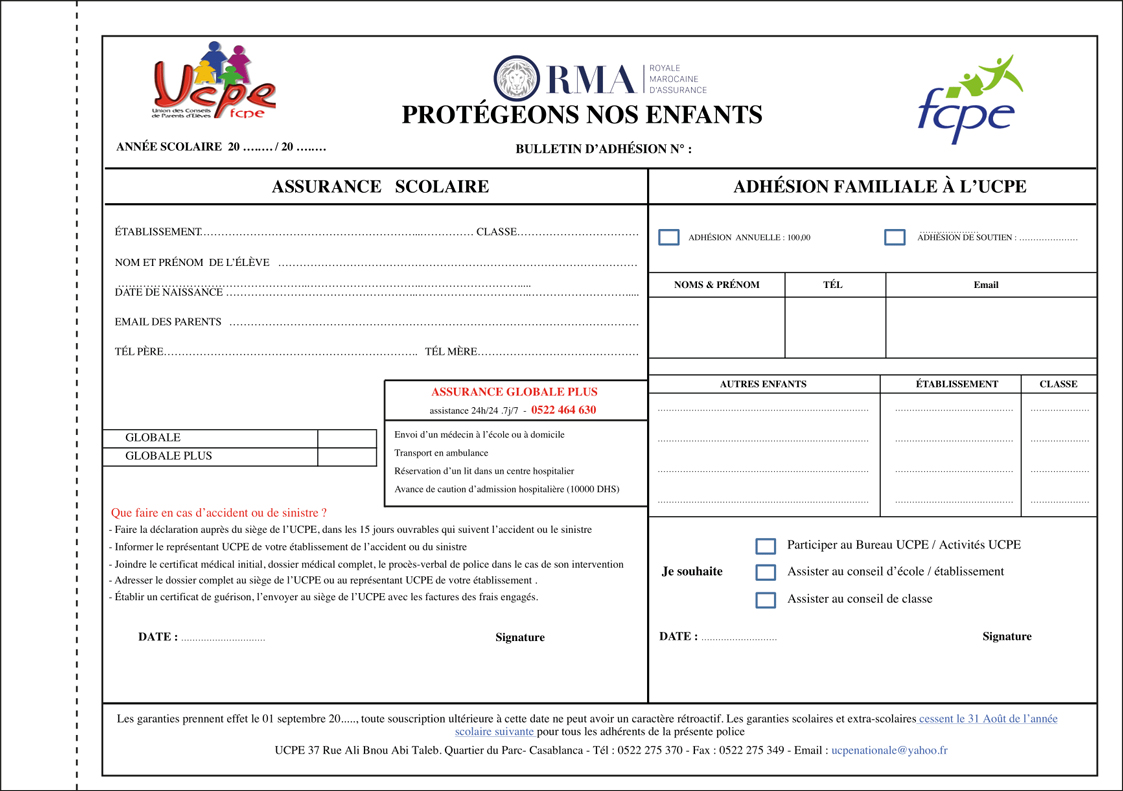 Ucpe
Union des Conseils
de Parents d'Elèves fcpe
RMA
ROYALE
MAROCAINE
D'ASSURANCE
fcpe
PROTÉGEONS NOS ENFANTS
ANNÉE SCOLAIRE 20 …..… / 20 …..…
BULLETIN D'ADHÉSION N° :
ASSURANCE SCOLAIRE
ÉTABLISSEMENT…………………………………………………...…………… CLASSE……………………………
NOM ET PRÉNOM DE L'ÉLÈVE ………………………………………………………………………………………
………………………………………………………………………..……………………….....
DATE DE NAISSANCE ……………………………………………..…………………………………..……………………....
EMAIL DES PARENTS ……………………………………………………………………………………………………
TÉL PÈRE……………………………………………………………. TÉL MÈRE………………………………………
ASSURANCE GLOBALE PLUS
assistance 24h/24 .7j/7 - 0522 464 630
Envoi d'un médecin à l'école ou à domicile
Transport en ambulance
Réservation d'un lit dans un centre hospitalier
Avance de caution d'admission hospitalière (10000 DHS)
GLOBALE
GLOBALE PLUS
Que faire en cas d'accident ou de sinistre ?
- Faire la déclaration auprès du siège de l'UCPE, dans les 15 jours ouvrables qui suivent l'accident ou le sinistre
- Informer le représentant UCPE de votre établissement de l'accident ou du sinistre
- Joindre le certificat médical initial, dossier médical complet, le procès-verbal de police dans le cas de son intervention
- Adresser le dossier complet au siège de l'UCPE ou au représentant UCPE de votre établissement .
- Établir un certificat de guérison, l'envoyer au siège de l'UCPE avec les factures des frais engagés.
DATE : ………………………… Signature
ADHÉSION FAMILIALE À L'UCPE
ADHÉSION ANNUELLE : 100,00
…………………
ADHÉSION DE SOUTIEN : …………………
NOMS & PRÉNOM TÉL Email
AUTRES ENFANTS ÉTABLISSEMENT CLASSE
………………………………………………………………… …………………………………… …………………
………………………………………………………………… …………………………………… …………………
………………………………………………………………… …………………………………… …………………
………………………………………………………………… …………………………………… …………………
Je souhaite
Participer au Bureau UCPE / Activités UCPE
Assister au conseil d'école / établissement
Assister au conseil de classe
DATE : ……………………… Signature
Les garanties prennent effet le 01 septembre 20....., toute souscription ultérieure à cette date ne peut avoir un caractère rétroactif. Les garanties scolaires et extra-scolaires cessent le 31 Août de l'année
scolaire suivante pour tous les adhérents de la présente police
UCPE 37 Rue Ali Bnou Abi Taleb. Quartier du Parc- Casablanca - Tél : 0522 275 370 - Fax : 0522 275 349 - Email : ucpenationale@yahoo.fr